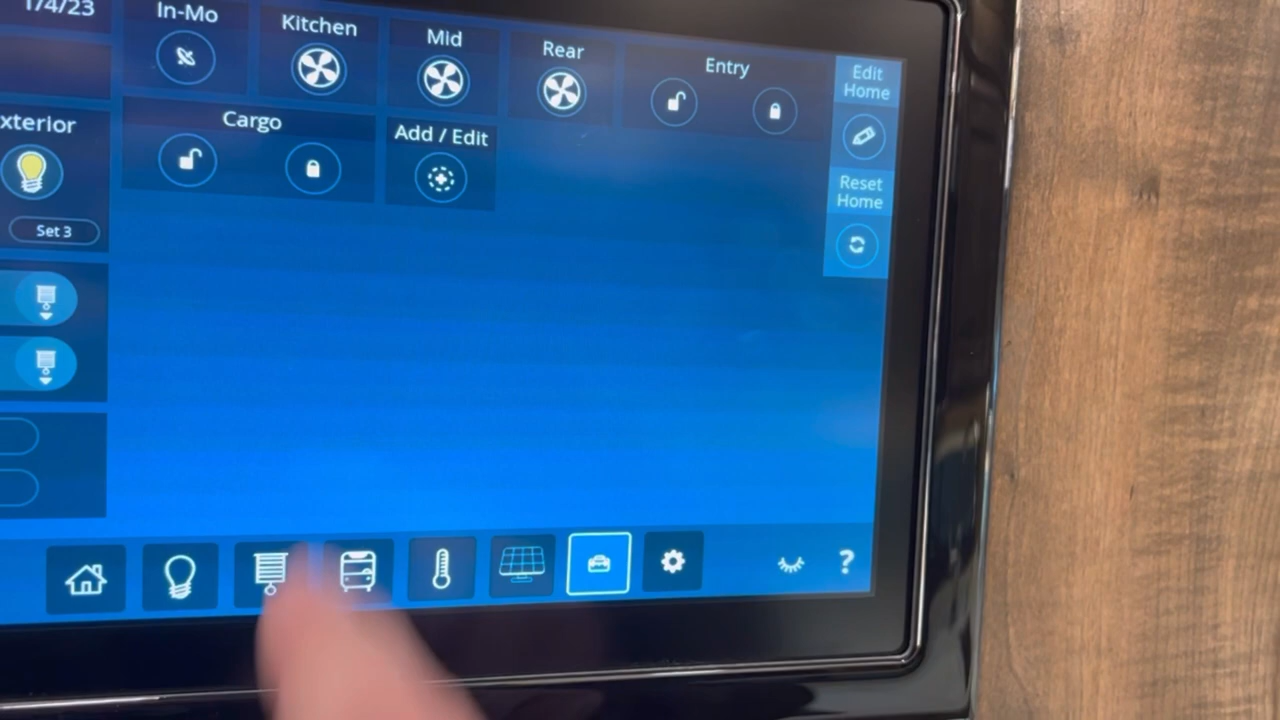 1/4/23
In-Mo
Kitchen
Mid
Rear
Entry
Edit
Home
xterior
Cargo
Add / Edit
Reset
Home
Set 3
?